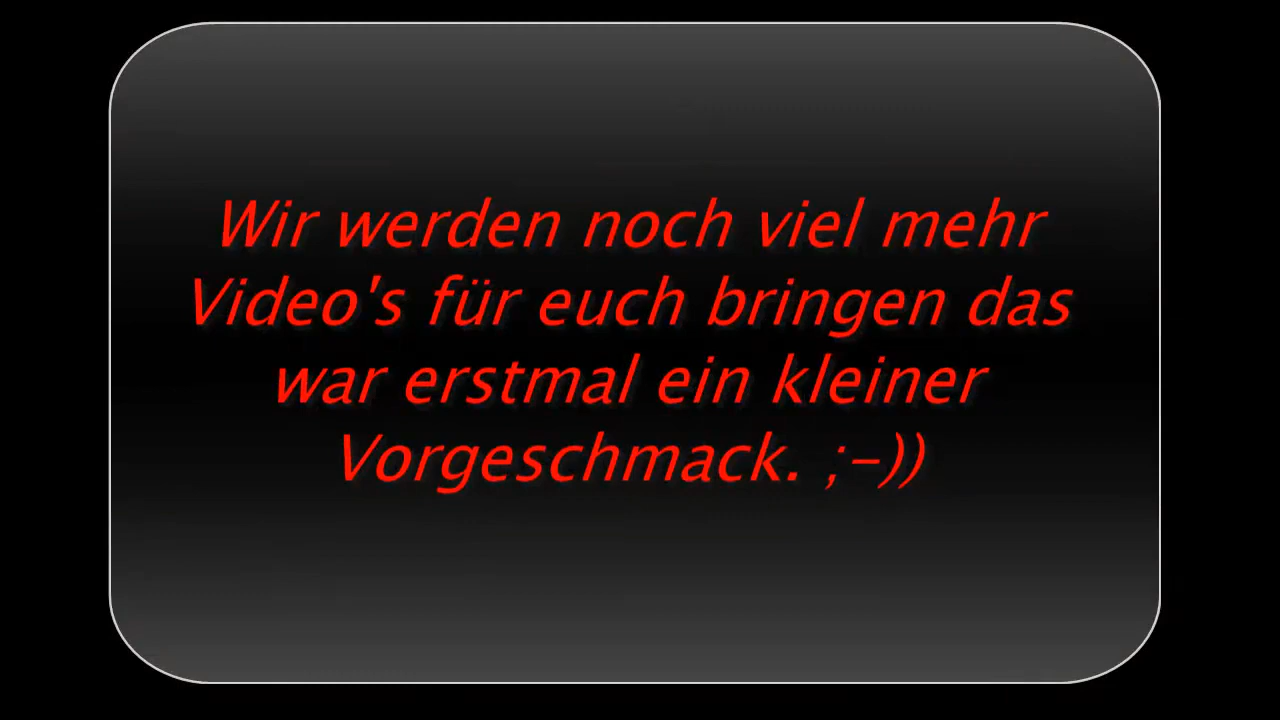 Wir werden noch viel mehr
Video's für euch bringen das
war erstmal ein kleiner
Vorgeschmack. ;-))